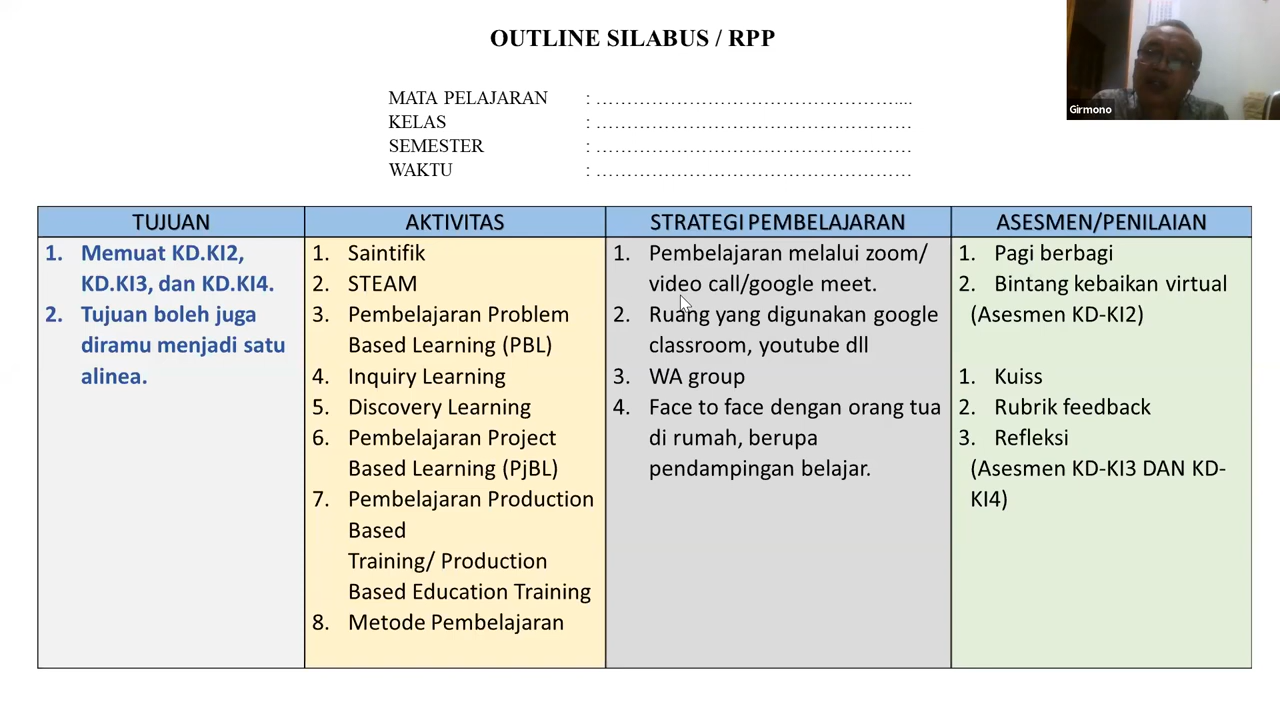 OUTLINE SILABUS / RPP
Girmono
MATA PELAJARAN : …………………………………………....
KELAS : ……………………………………………
SEMESTER : ……………………………………………
WAKTU : ……………………………………………
TUJUAN
1. Memuat KD.KI2,
KD.KI3, dan KD.KI4.
2. Tujuan boleh juga
diramu menjadi satu
alinea.
AKTIVITAS
1. Saintifik
2. STEAM
3. Pembelajaran Problem
Based Learning (PBL)
4. Inquiry Learning
5. Discovery Learning
6. Pembelajaran Project
Based Learning (PjBL)
7. Pembelajaran Production
Based
Training/ Production
Based Education Training
8. Metode Pembelajaran
STRATEGI PEMBELAJARAN
1. Pembelajaran melalui zoom/
video call/google meet.
2. Ruang yang digunakan google
classroom, youtube dll
3. WA group
4. Face to face dengan orang tua
di rumah, berupa
pendampingan belajar.
ASESMEN/PENILAIAN
1. Pagi berbagi
2. Bintang kebaikan virtual
(Asesmen KD-KI2)
1. Kuiss
2. Rubrik feedback
3. Refleksi
(Asesmen KD-KI3 DAN KD-
KI4)